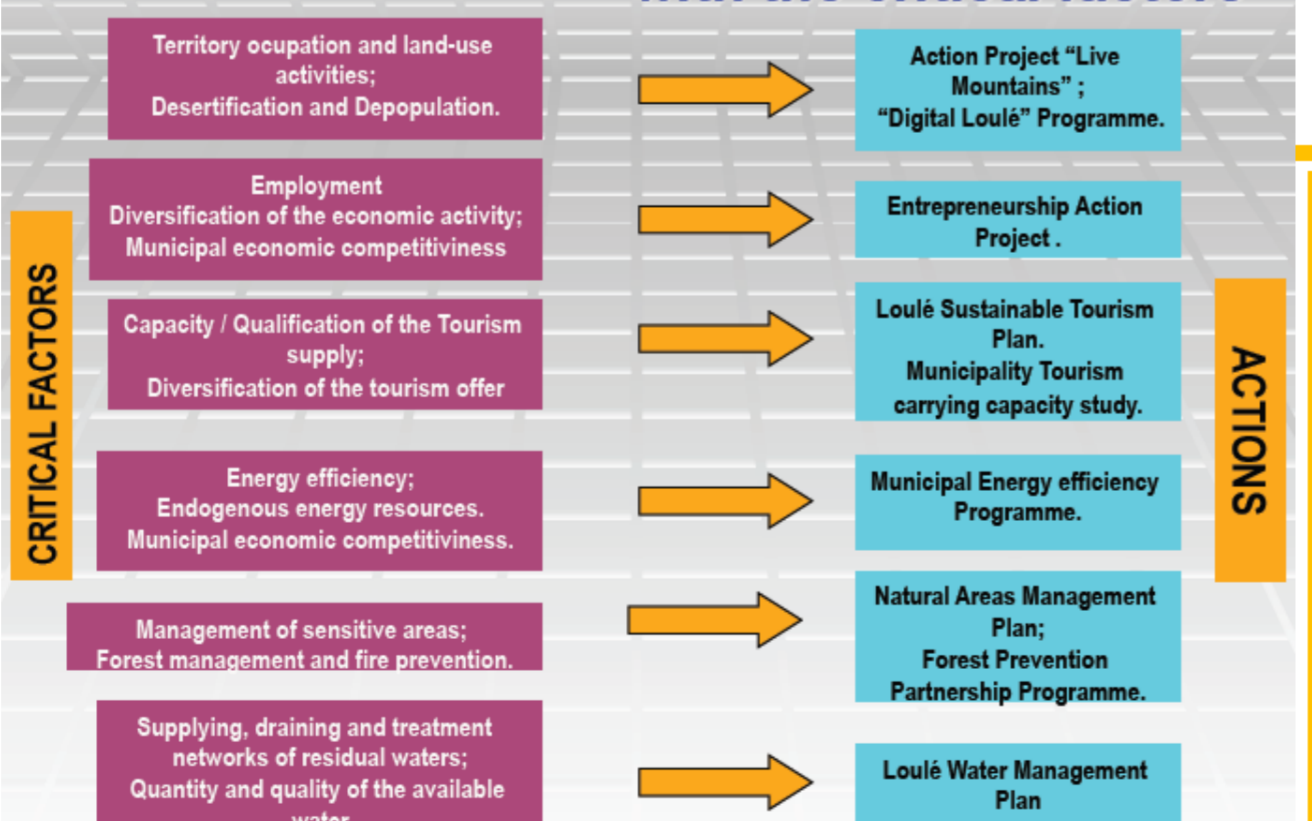 Territory ocupation and land-use
activities;
Desertification and Depopulation.
Action Project “Live
Mountains” ;
“Digital Loulé” Programme.
Employment
Diversification of the economic activity;
Municipal economic competitiviness
Entrepreneurship Action
Project .
CRITICAL FACTORS
Capacity / Qualification of the Tourism
supply;
Diversification of the tourism offer
Loulé Sustainable Tourism
Plan.
Municipality Tourism
carrying capacity study.
ACTIONS
Energy efficiency;
Endogenous energy resources.
Municipal economic competitiviness.
Municipal Energy efficiency
Programme.
Management of sensitive areas;
Forest management and fire prevention.
Natural Areas Management
Plan;
Forest Prevention
Partnership Programme.
Supplying, draining and treatment
networks of residual waters;
Quantity and quality of the available
water
Loulé Water Management
Plan